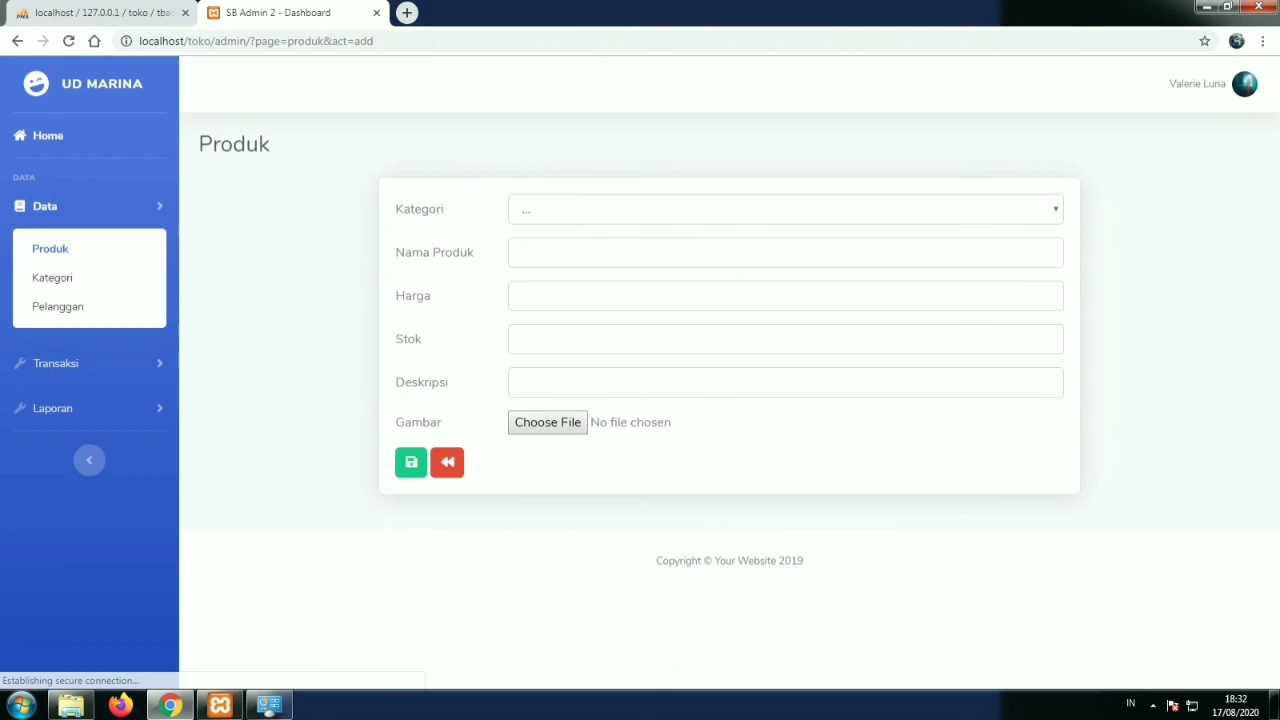 localhost / 127.0.0.1 / toko / tba
SB Admin 2 - Dashboard
localhost/toko/admin/?page=produk&act=add
UD MARINA
Valerie Luna
Home
Produk
DATA
Data
Produk
Kategori
Pelanggan
Transaksi
Laporan
Kategori ...
Nama Produk
Harga
Stok
Deskripsi
Gambar Choose File No file chosen
Copyright © Your Website 2019
Establishing secure connection...
IN
18:32
17/08/2020